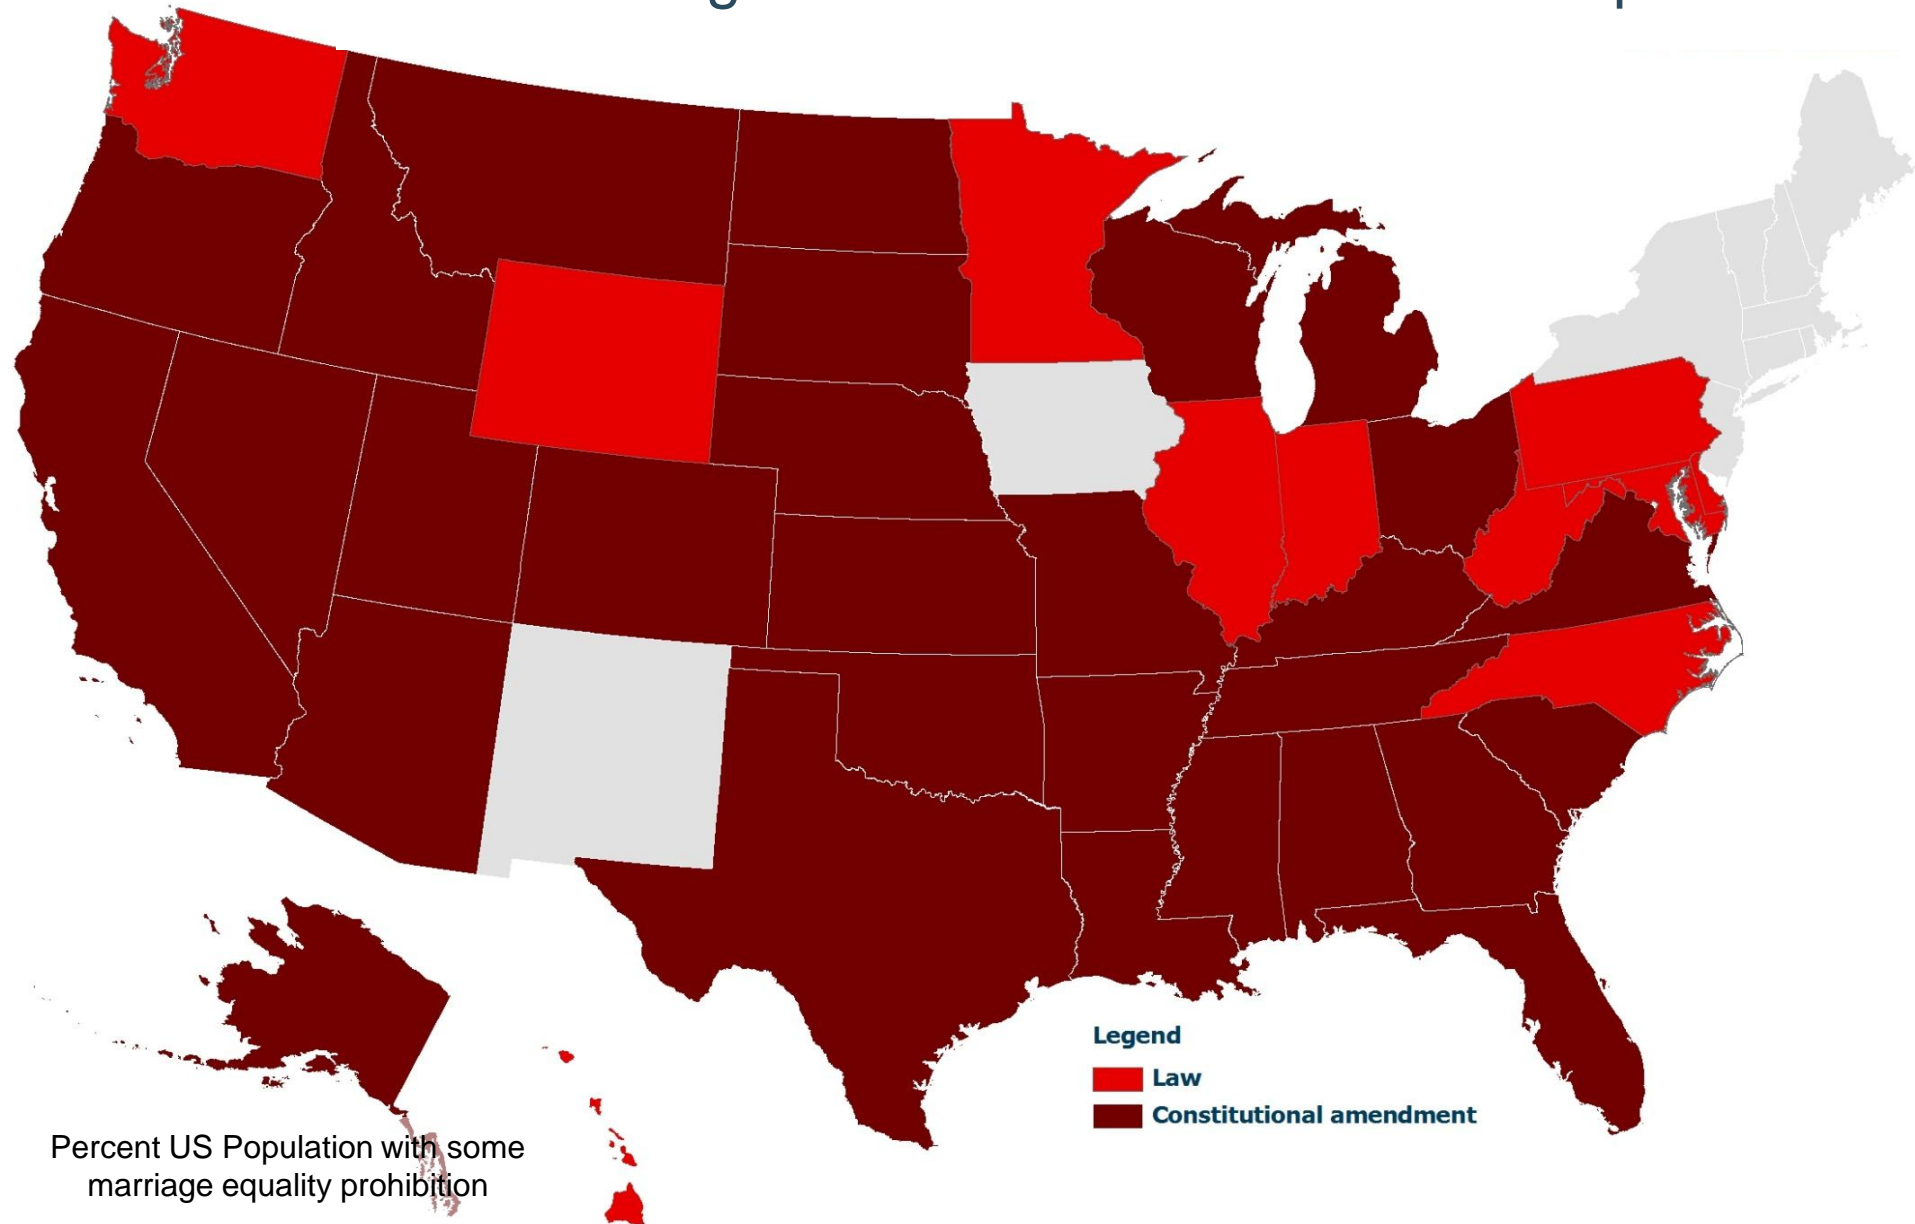 Legend
Law
Constitutional amendment
Percent US Population with some
marriage equality prohibition